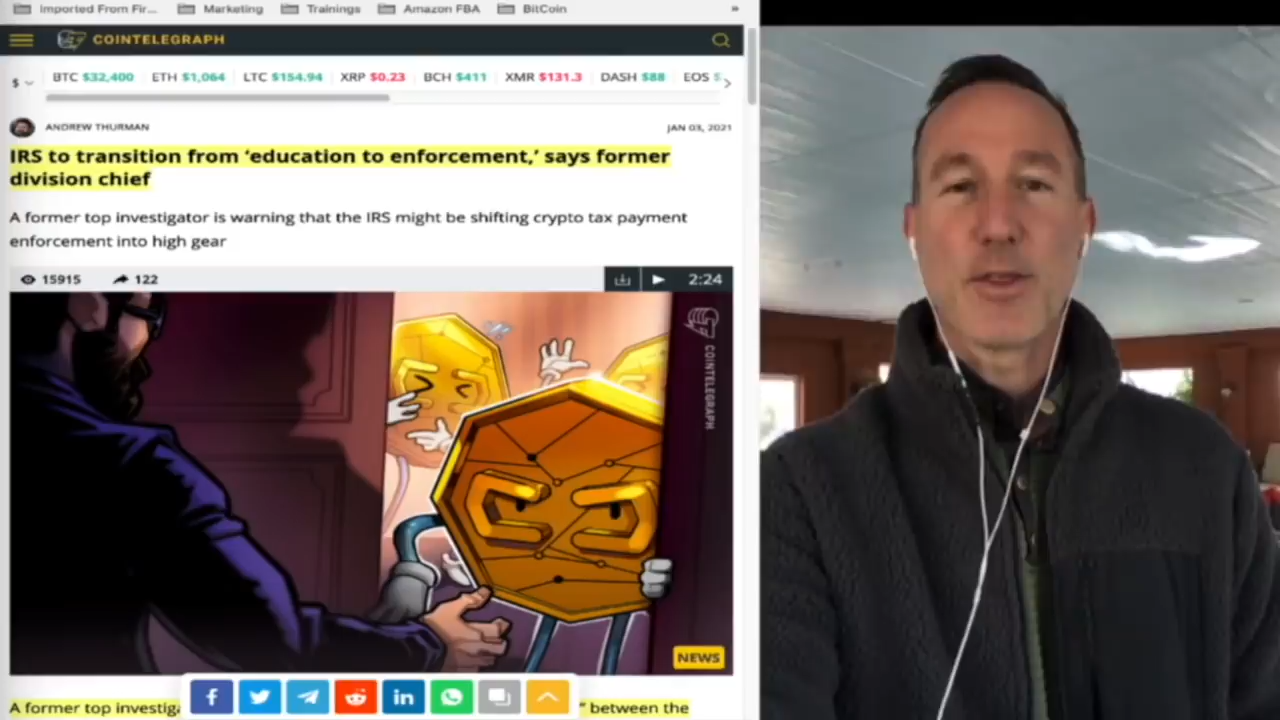 Imported From Fir... Marketing Trainings Amazon FBA BitCoin »
COINTELEGRAPH
$ BTC $32,400 ETH $1,064 LTC $154.94 XRP $0.23 BCH $411 XMR $131.3 DASH $88 EOS $
ANDREW THURMAN JAN 03, 2021
IRS to transition from ‘education to enforcement,’ says former
division chief
A former top investigator is warning that the IRS might be shifting crypto tax payment
enforcement into high gear
15915 122 2:24
COINTELEGRAPH
NEWS
A former top investiga ” between the